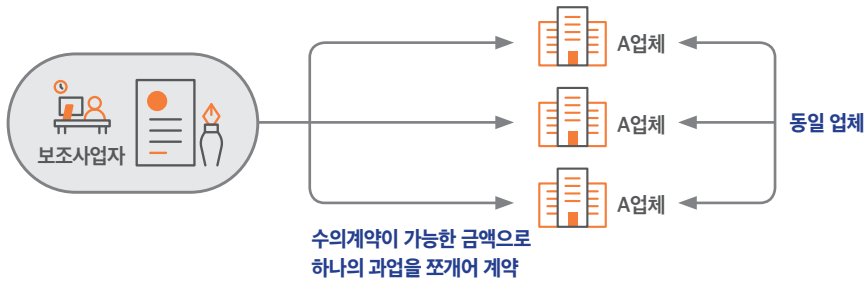 A업체
보조사업자
A업체
동일 업체
A업체
수의계약이 가능한 금액으로
하나의 과업을 쪼개어 계약